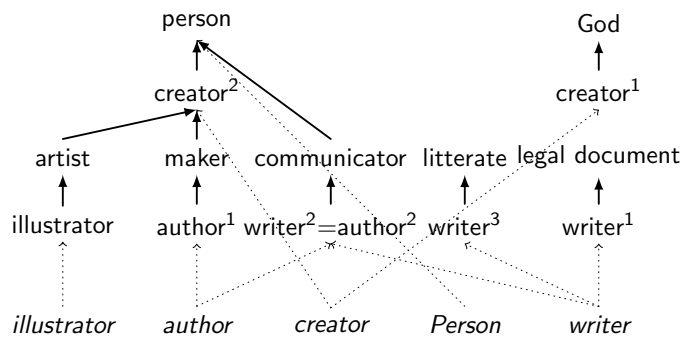 person God
creator² creator¹
artist maker communicator litterate legal document
illustrator author¹ writer²=author² writer³ writer¹
illustrator author creator Person writer